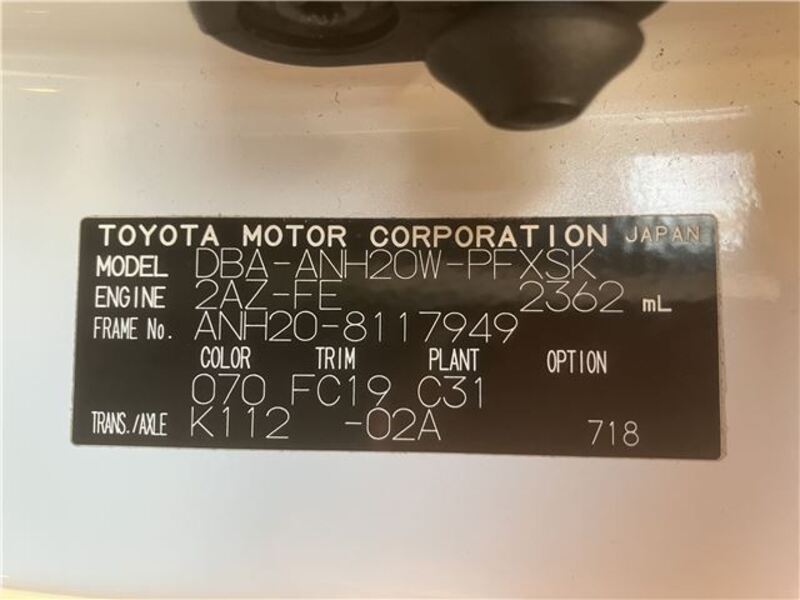 TOYOTA MOTOR CORPORATION JAPAN
MODEL DBA-ANH20W-PFXSK
ENGINE 2AZ-FE 2362 mL
FRAME No. ANH20-8117949
COLOR TRIM PLANT OPTION
070 FC19 C31
TRANS./AXLE K112 -02A 718